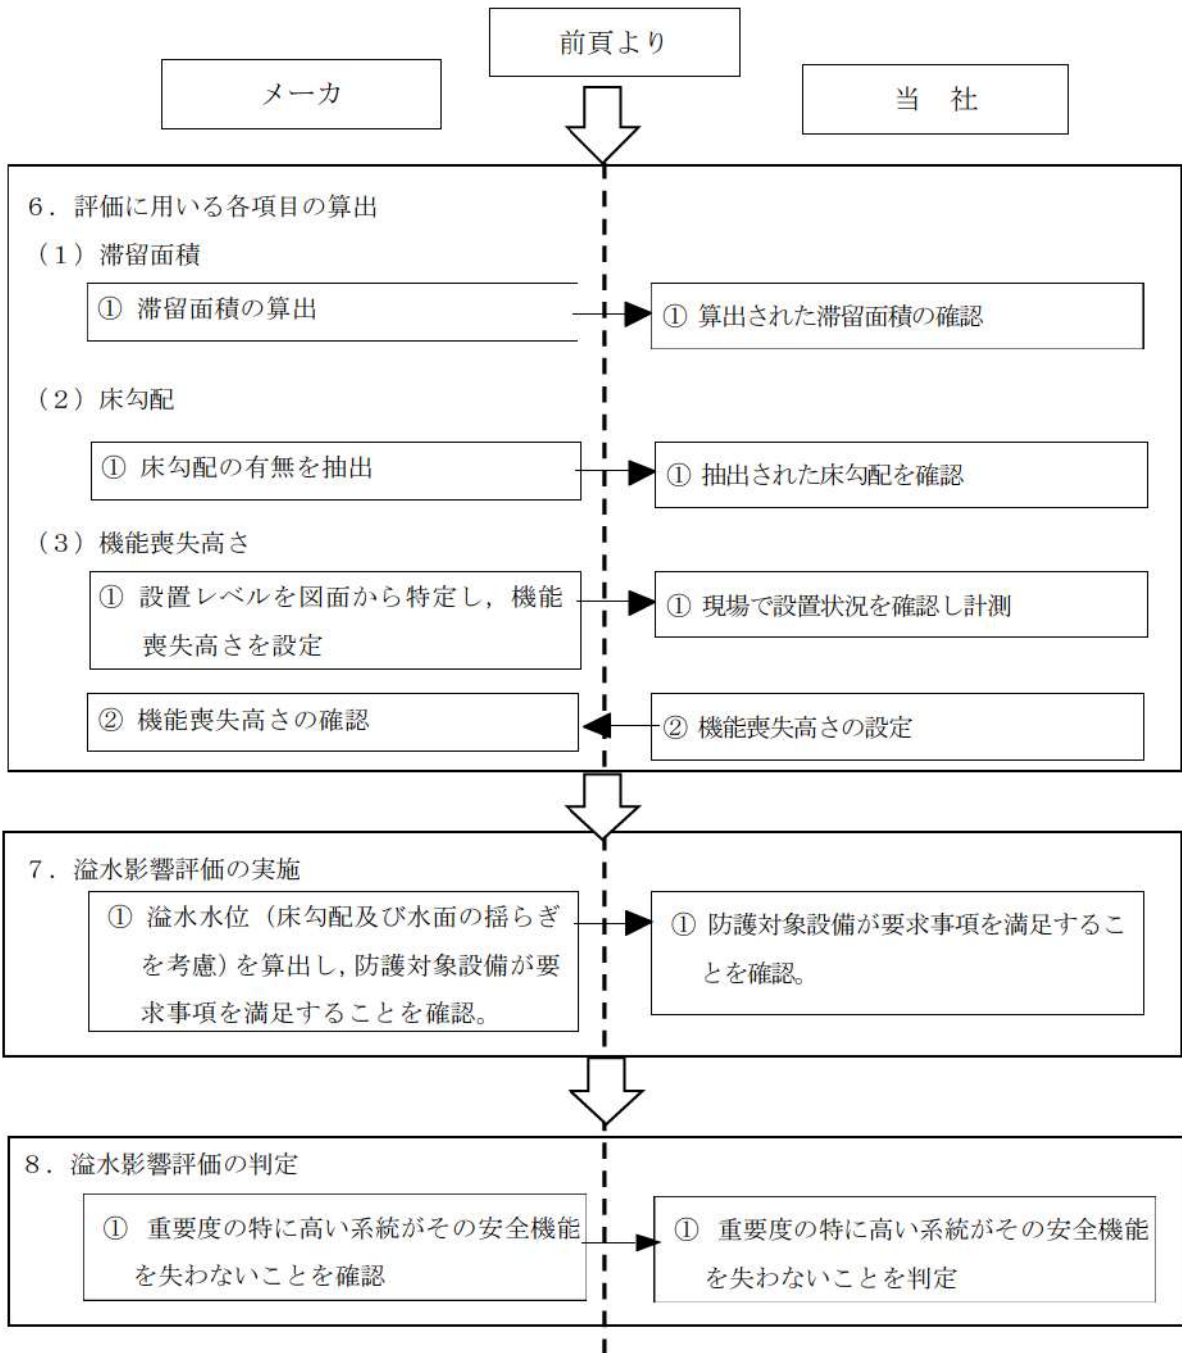 前頁より
メーカ
当　社
６．評価に用いる各項目の算出
（１）滞留面積
① 滞留面積の算出
① 算出された滞留面積の確認
（２）床勾配
① 床勾配の有無を抽出
① 抽出された床勾配を確認
（３）機能喪失高さ
① 設置レベルを図面から特定し，機能
喪失高さを設定
① 現場で設置状況を確認し計測
② 機能喪失高さの確認
② 機能喪失高さの設定
７．溢水影響評価の実施
① 溢水水位（床勾配及び水面の揺らぎ
を考慮）を算出し，防護対象設備が要
求事項を満足することを確認。
① 防護対象設備が要求事項を満足するこ
とを確認。
８．溢水影響評価の判定
① 重要度の特に高い系統がその安全機能
を失わないことを確認
① 重要度の特に高い系統がその安全機能
を失わないことを判定